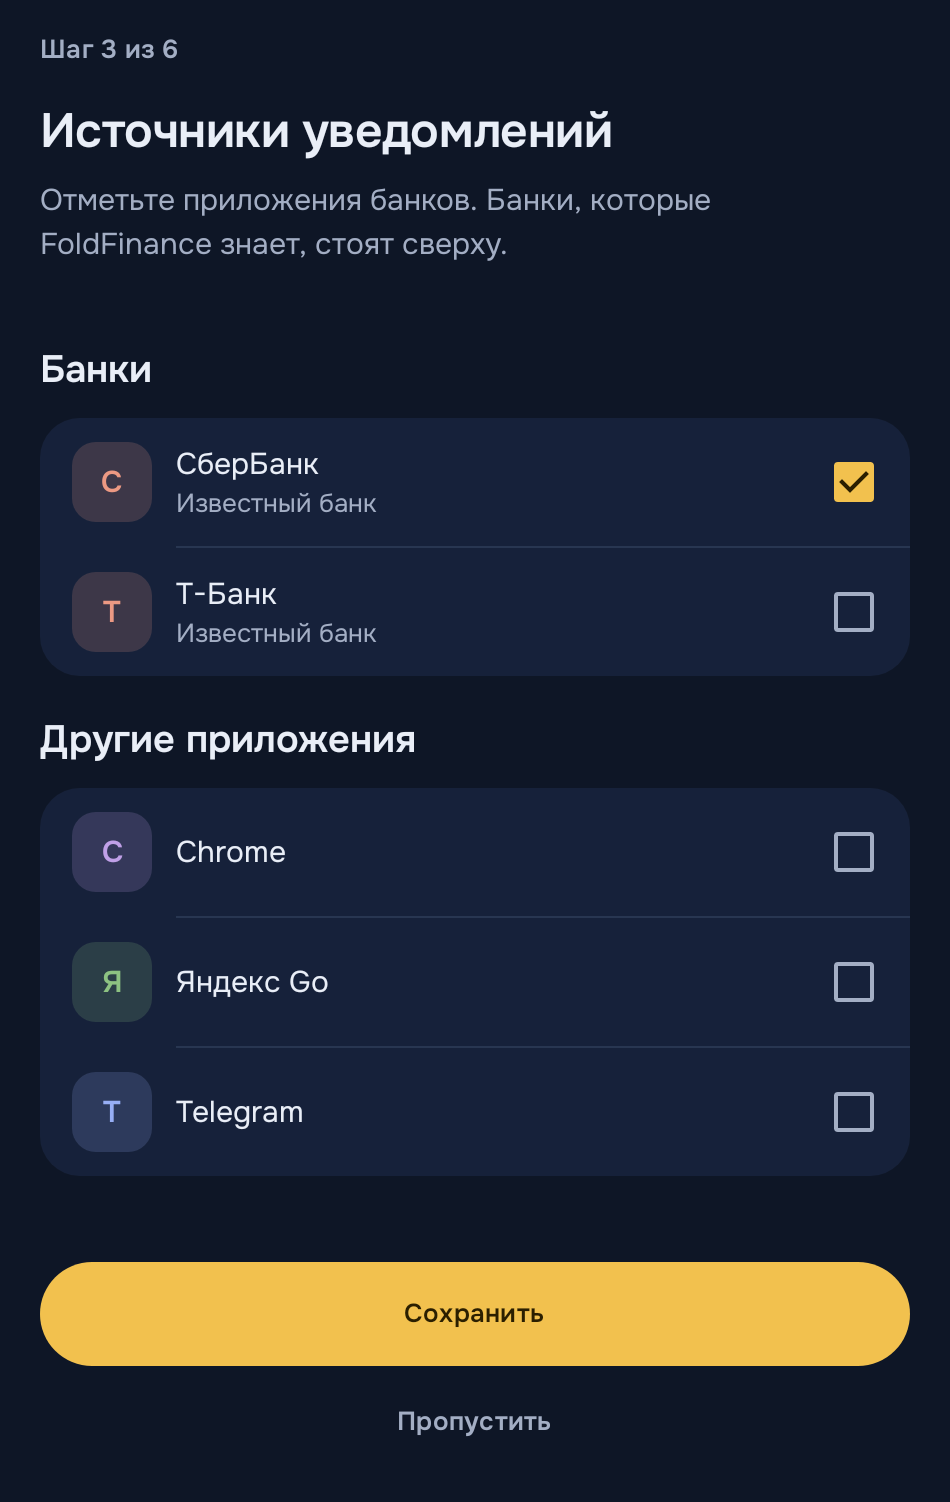 Шаг 3 из 6
Источники уведомлений
Отметьте приложения банков. Банки, которые
FoldFinance знает, стоят сверху.
Банки
С
СберБанк
Известный банк
Т
Т-Банк
Известный банк
Другие приложения
C
Chrome
Я
Яндекс Go
T
Telegram
Сохранить
Пропустить